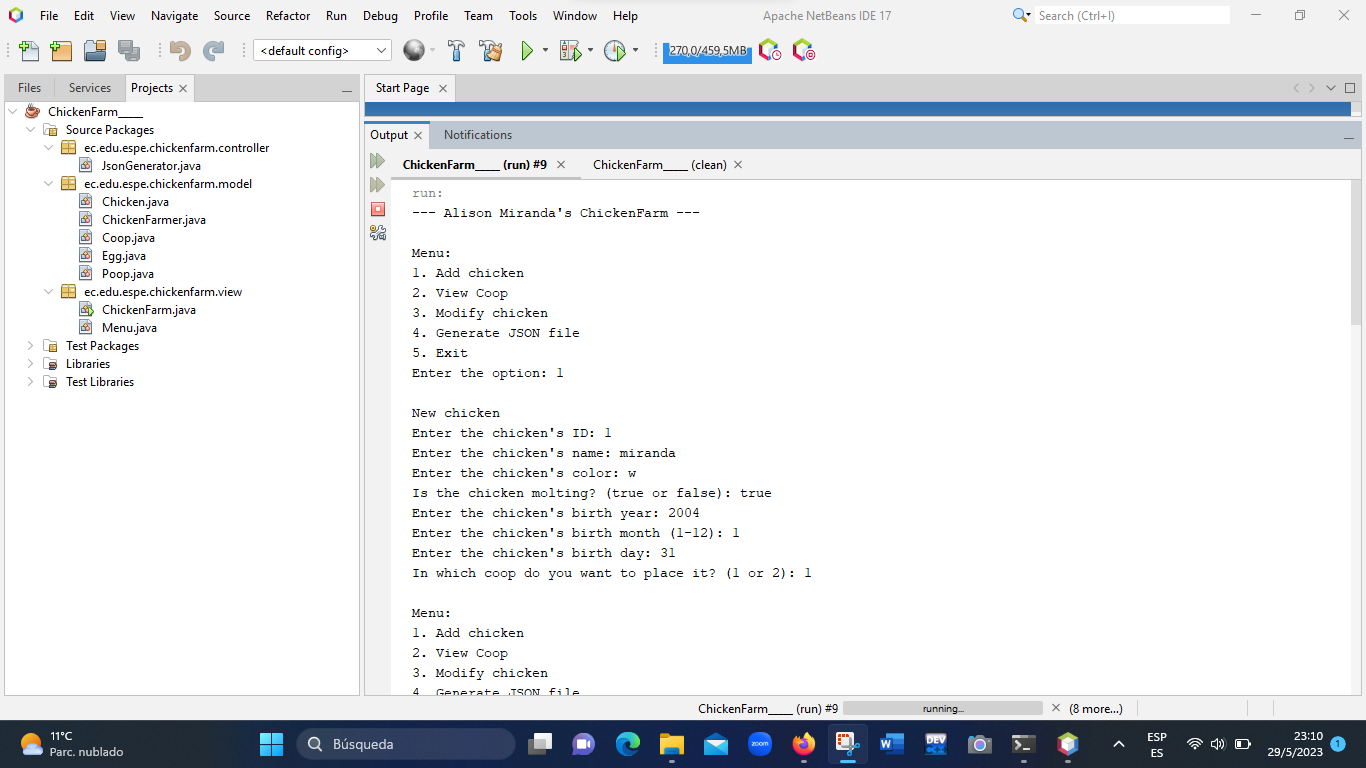 File Edit View Navigate Source Refactor Run Debug Profile Team Tools Window Help Apache NetBeans IDE 17 Search (Ctrl+I)
<default config> 270,0/459,5MB
Files Services Projects
Start Page
ChickenFarm_____
Source Packages
ec.edu.espe.chickenfarm.controller
JsonGenerator.java
ec.edu.espe.chickenfarm.model
Chicken.java
ChickenFarmer.java
Coop.java
Egg.java
Poop.java
ec.edu.espe.chickenfarm.view
ChickenFarm.java
Menu.java
Test Packages
Libraries
Test Libraries
Output Notifications
ChickenFarm_____ (run) #9 ChickenFarm_____ (clean)
run:
--- Alison Miranda's ChickenFarm ---
Menu:
1. Add chicken
2. View Coop
3. Modify chicken
4. Generate JSON file
5. Exit
Enter the option: 1
New chicken
Enter the chicken's ID: 1
Enter the chicken's name: miranda
Enter the chicken's color: w
Is the chicken molting? (true or false): true
Enter the chicken's birth year: 2004
Enter the chicken's birth month (1-12): 1
Enter the chicken's birth day: 31
In which coop do you want to place it? (1 or 2): 1
Menu:
1. Add chicken
2. View Coop
3. Modify chicken
4. Generate JSON file
ChickenFarm_____ (run) #9 running... (8 more...)
11°C
Parc. nublado
Búsqueda
zoom
W
DEV
ESP
ES
23:10
29/5/2023
1